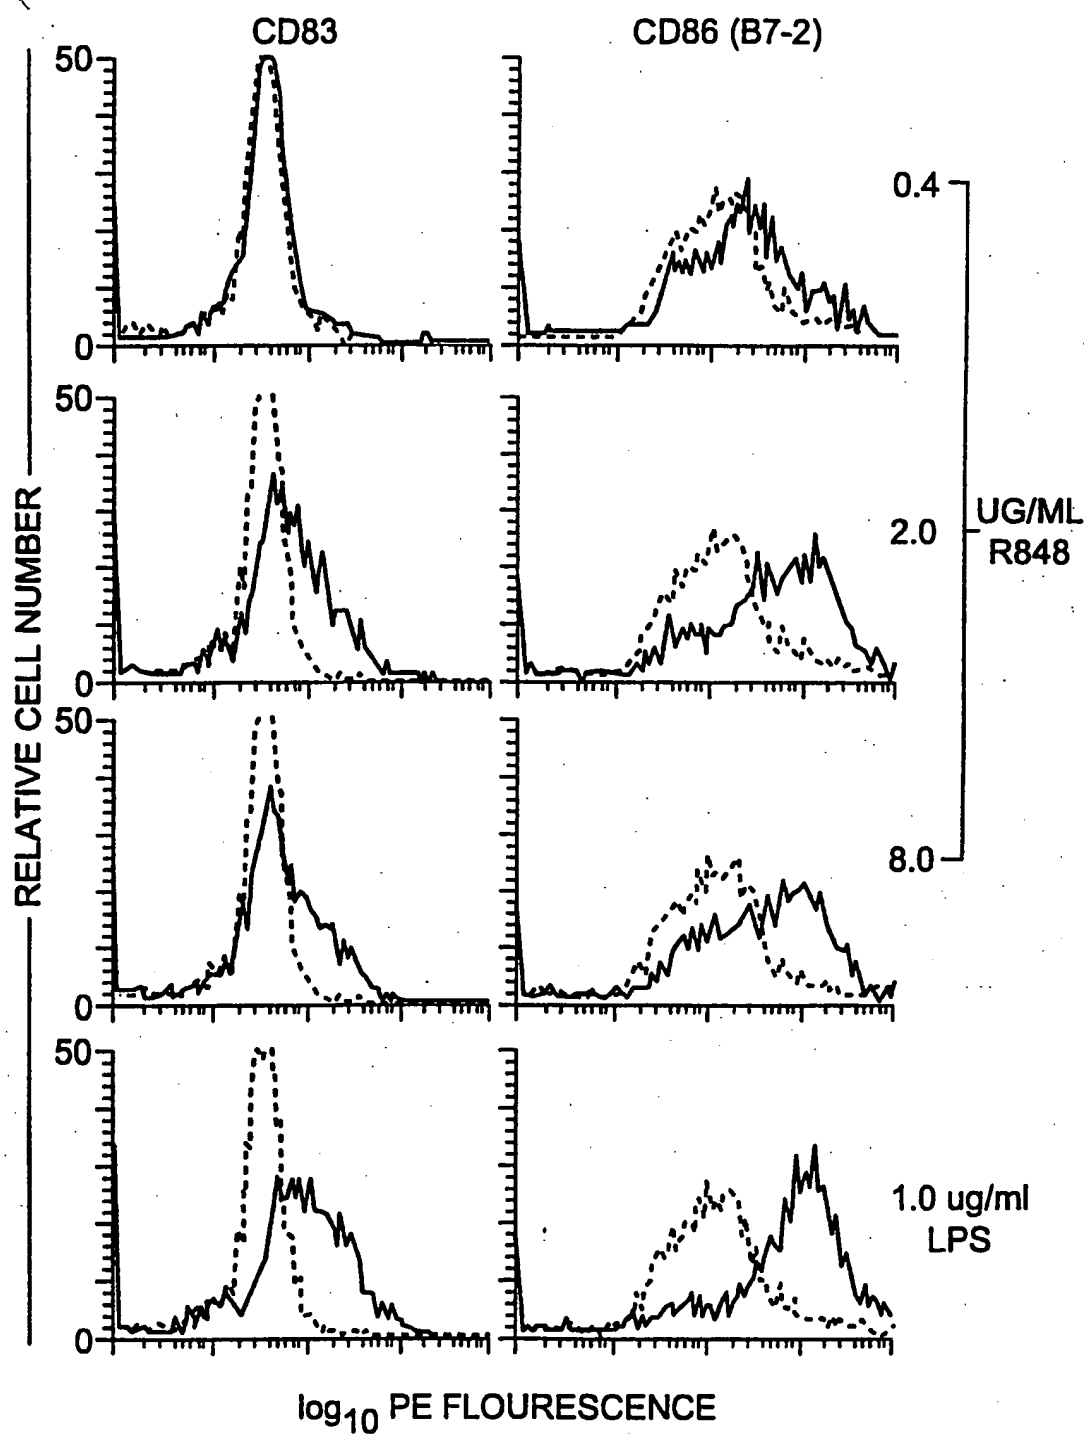 CD83 CD86 (B7-2)
50
0.4
0
50
2.0
UG/ML
R848
0
50
8.0
0
50
1.0 ug/ml
LPS
0
RELATIVE CELL NUMBER
log10 PE FLOURESCENCE